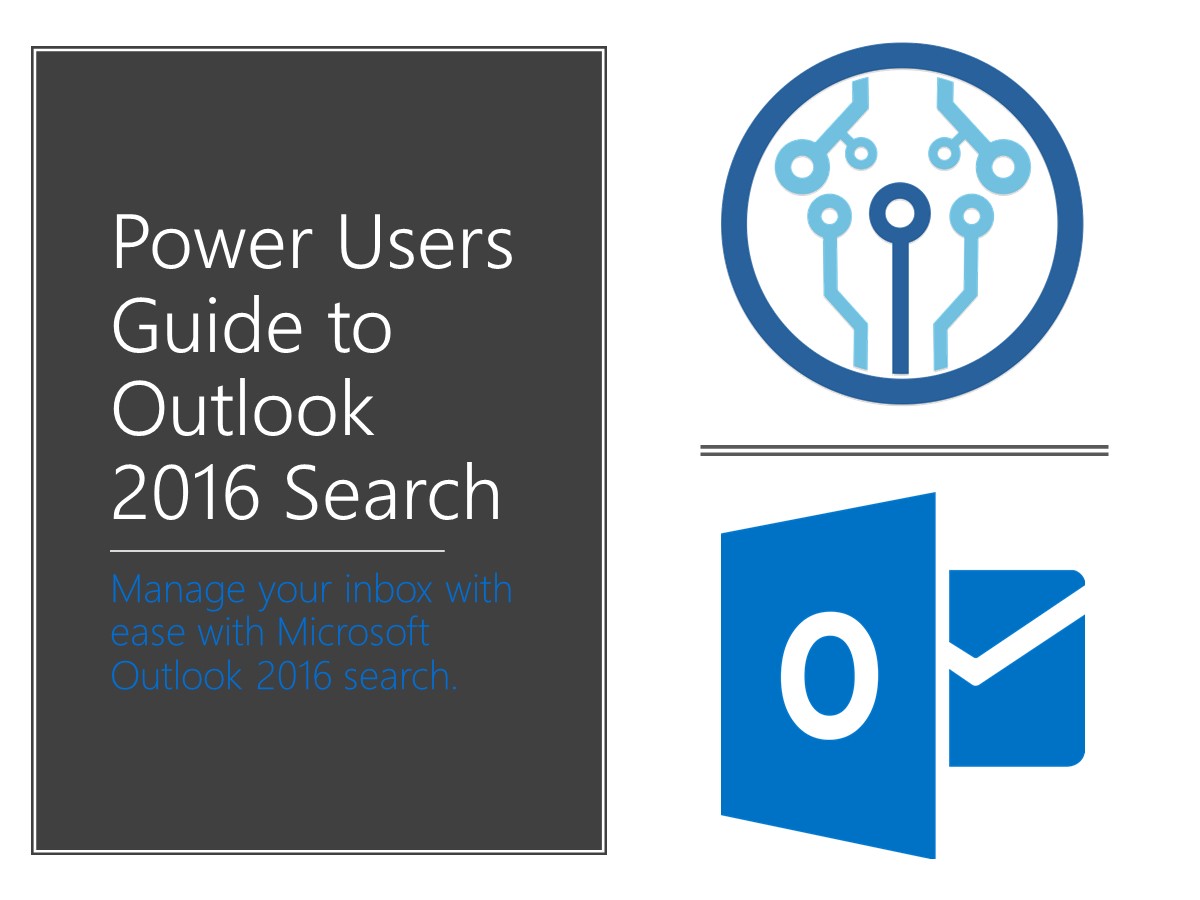 Power Users
Guide to
Outlook
2016 Search
Manage your inbox with
ease with Microsoft
Outlook 2016 search.
O